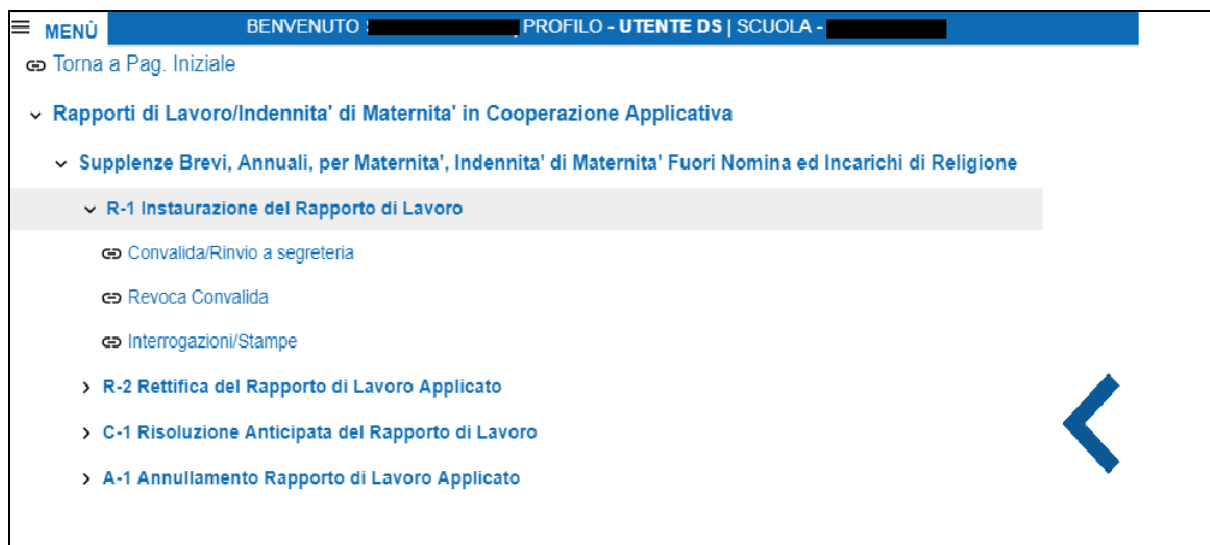 MENÙ
BENVENUTO PROFILO - UTENTE DS | SCUOLA -
Torna a Pag. Iniziale
Rapporti di Lavoro/Indennita' di Maternita' in Cooperazione Applicativa
Supplenze Brevi, Annuali, per Maternita', Indennita' di Maternita' Fuori Nomina ed Incarichi di Religione
R-1 Instaurazione del Rapporto di Lavoro
Convalida/Rinvio a segreteria
Revoca Convalida
Interrogazioni/Stampe
R-2 Rettifica del Rapporto di Lavoro Applicato
C-1 Risoluzione Anticipata del Rapporto di Lavoro
A-1 Annullamento Rapporto di Lavoro Applicato